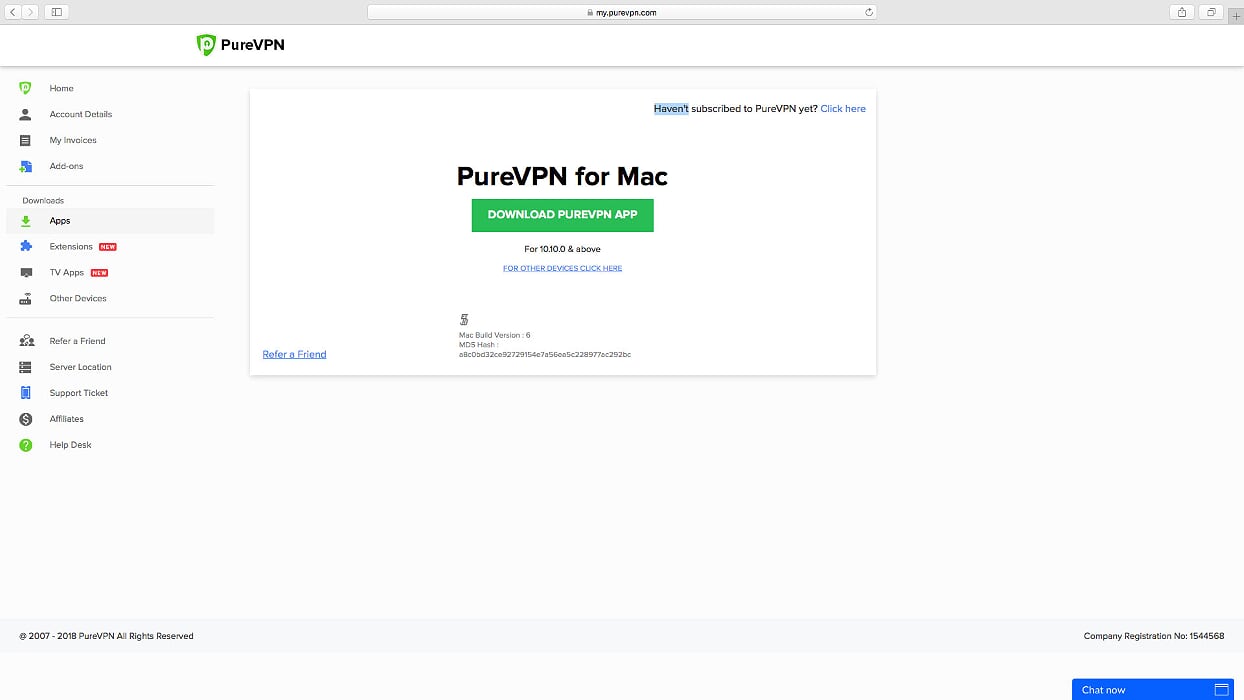 my.purevpn.com
PureVPN
Home
Account Details
My Invoices
Add-ons
Downloads
Apps
Extensions NEW
TV Apps NEW
Other Devices
Refer a Friend
Server Location
Support Ticket
Affiliates
Help Desk
Haven't subscribed to PureVPN yet? Click here
PureVPN for Mac
DOWNLOAD PUREVPN APP
For 10.10.0 & above
FOR OTHER DEVICES CLICK HERE
Mac Build Version : 6
MD5 Hash :
a8c0bd32ce92729154e7a56ea5c228977ac292bc
Refer a Friend
@ 2007 - 2018 PureVPN All Rights Reserved
Company Registration No: 1544568
Chat now